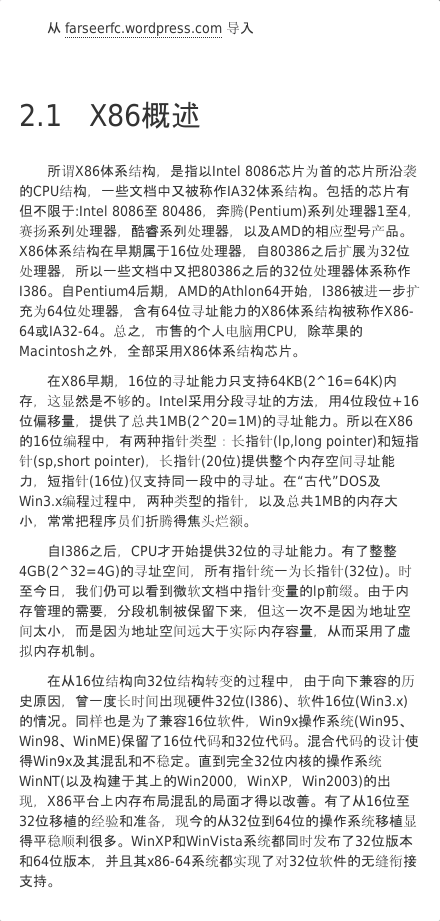 从 farseerfc.wordpress.com 导入
2.1 X86概述
所谓X86体系结构，是指以Intel 8086芯片为首的芯片所沿袭
的CPU结构，一些文档中又被称作IA32体系结构。包括的芯片有
但不限于:Intel 8086至 80486，奔腾(Pentium)系列处理器1至4,
赛扬系列处理器，酷睿系列处理器，以及AMD的相应型号产品。
X86体系结构在早期属于16位处理器，自80386之后扩展为32位
处理器，所以一些文档中又把80386之后的32位处理器体系称作
I386。自Pentium4后期，AMD的Athlon64开始，I386被进一步扩
充为64位处理器，含有64位寻址能力的X86体系结构被称作X86-
64或IA32-64。总之，市售的个人电脑用CPU，除苹果的
Macintosh之外，全部采用X86体系结构芯片。
在X86早期，16位的寻址能力只支持64KB(2^16=64K)内
存，这显然是不够的。Intel采用分段寻址的方法，用4位段位+16
位偏移量，提供了总共1MB(2^20=1M)的寻址能力。所以在X86
的16位编程中，有两种指针类型：长指针(lp,long pointer)和短指
针(sp,short pointer)，长指针(20位)提供整个内存空间寻址能
力，短指针(16位)仅支持同一段中的寻址。在“古代”DOS及
Win3.x编程过程中，两种类型的指针，以及总共1MB的内存大
小，常常把程序员们折腾得焦头烂额。
自I386之后，CPU才开始提供32位的寻址能力。有了整整
4GB(2^32=4G)的寻址空间，所有指针统一为长指针(32位)。时
至今日，我们仍可以看到微软文档中指针变量的lp前缀。由于内
存管理的需要，分段机制被保留下来，但这一次不是因为地址空
间太小，而是因为地址空间远大于实际内存容量，从而采用了虚
拟内存机制。
在从16位结构向32位结构转变的过程中，由于向下兼容的历
史原因，曾一度长时间出现硬件32位(I386)、软件16位(Win3.x)
的情况。同样也是为了兼容16位软件，Win9x操作系统(Win95、
Win98、WinME)保留了16位代码和32位代码。混合代码的设计使
得Win9x及其混乱和不稳定。直到完全32位内核的操作系统
WinNT(以及构建于其上的Win2000，WinXP，Win2003)的出
现，X86平台上内存布局混乱的局面才得以改善。有了从16位至
32位移植的经验和准备，现今的从32位到64位的操作系统移植显
得平稳顺利很多。WinXP和WinVista系统都同时发布了32位版本
和64位版本，并且其x86-64系统都实现了对32位软件的无缝衔接
支持。